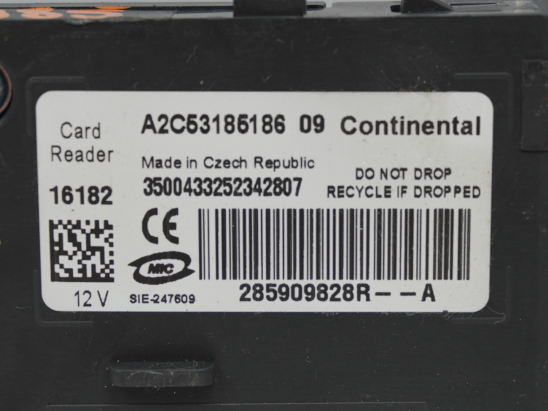 Card Reader
A2C53185186 09 Continental
Made in Czech Republic
16182
3500433252342807
DO NOT DROP
RECYCLE IF DROPPED
CE
MIC
12 V
SIE-247609
285909828R--A